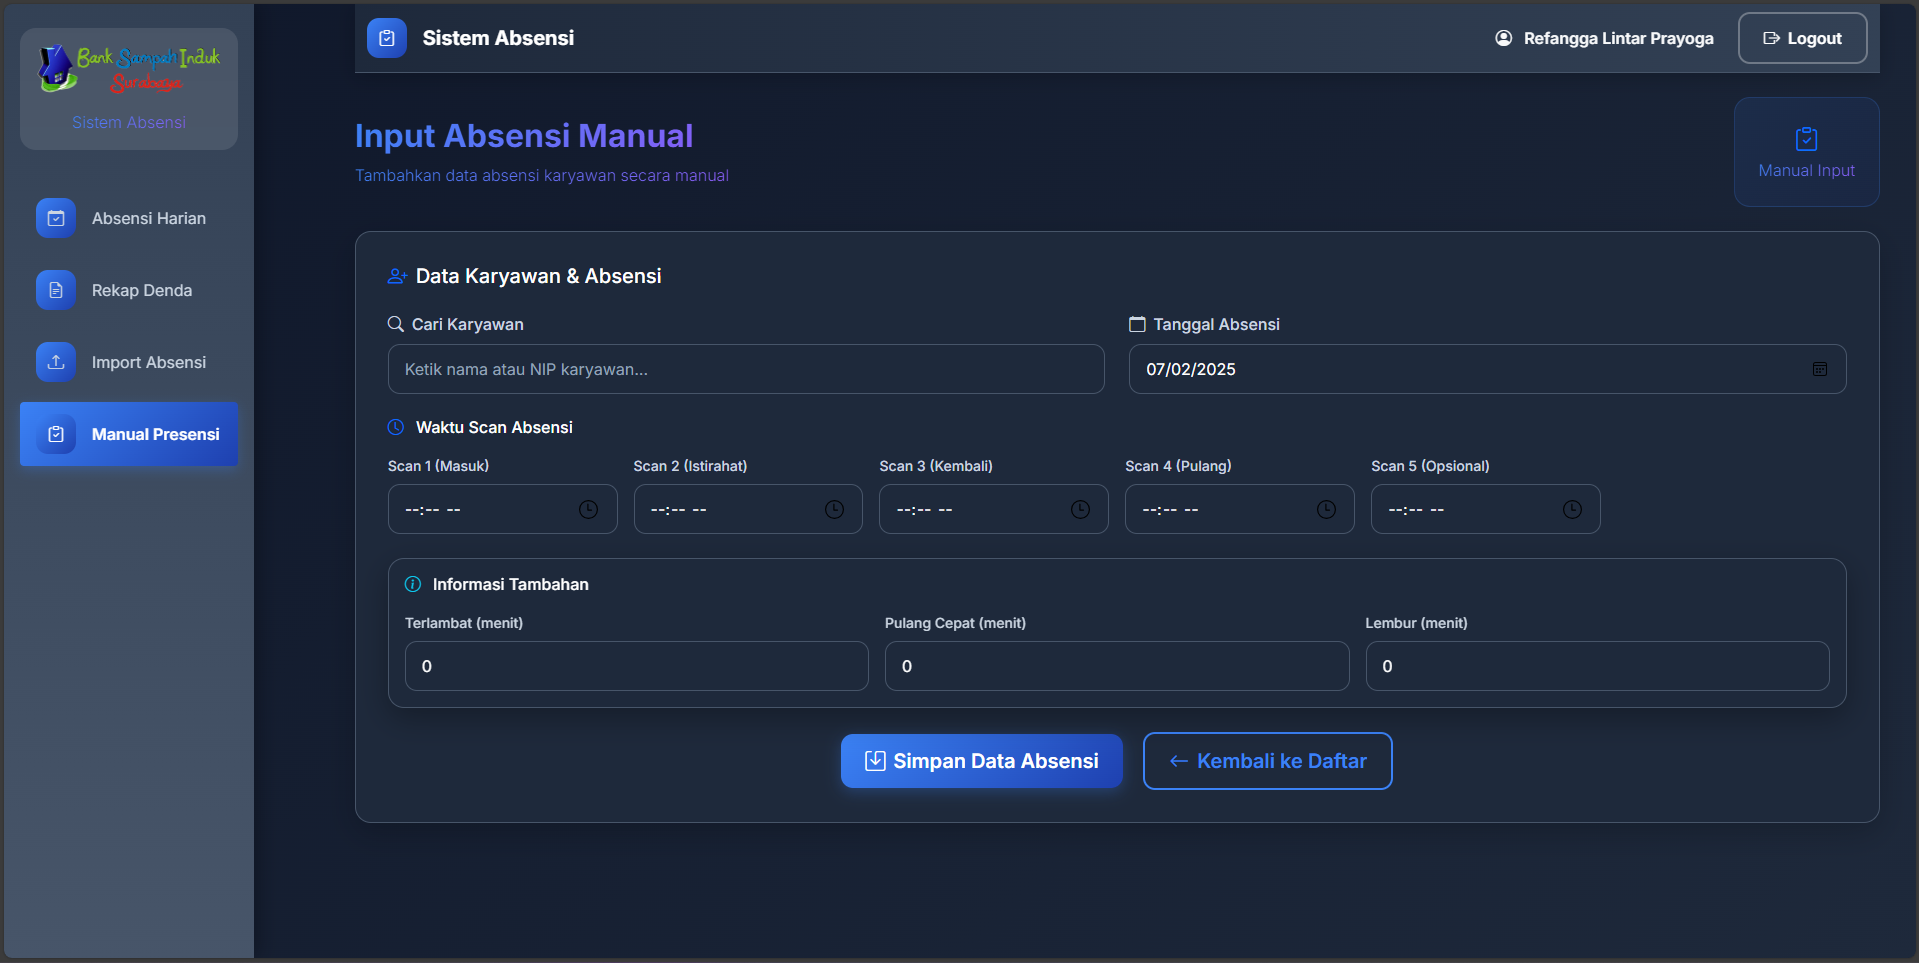 Bank Sampah Induk
Surabaya
Sistem Absensi
Absensi Harian
Rekap Denda
Import Absensi
Manual Presensi
Sistem Absensi
Refangga Lintar Prayoga
Logout
Input Absensi Manual
Tambahkan data absensi karyawan secara manual
Manual Input
Data Karyawan & Absensi
Cari Karyawan
Ketik nama atau NIP karyawan...
Tanggal Absensi
07/02/2025
Waktu Scan Absensi
Scan 1 (Masuk)
--:-- --
Scan 2 (Istirahat)
--:-- --
Scan 3 (Kembali)
--:-- --
Scan 4 (Pulang)
--:-- --
Scan 5 (Opsional)
--:-- --
Informasi Tambahan
Terlambat (menit)
0
Pulang Cepat (menit)
0
Lembur (menit)
0
Simpan Data Absensi
Kembali ke Daftar